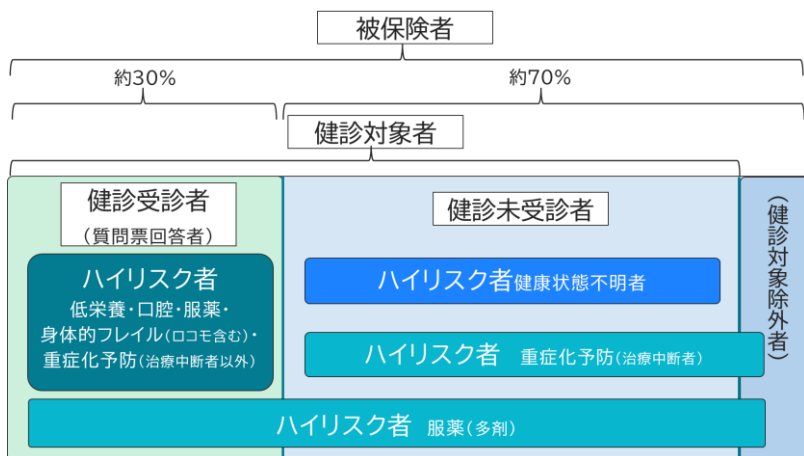 被保険者
約30%
約70%
健診対象者
健診受診者
(質問票回答者)
健診未受診者
(健診対象除外者)
ハイリスク者
低栄養・口腔・服薬・
身体的フレイル(ロコモ含む)・
重症化予防(治療中断者以外)
ハイリスク者健康状態不明者
ハイリスク者 重症化予防(治療中断者)
ハイリスク者 服薬(多剤)